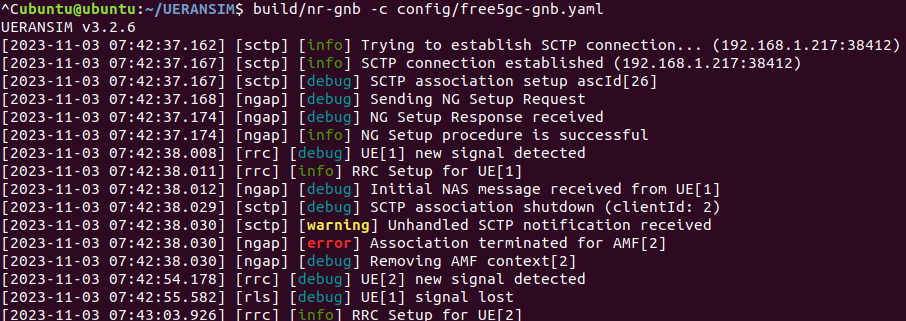 ^Cubuntu@ubuntu:~/UERANSIM$ build/nr-gnb -c config/free5gc-gnb.yaml
UERANSIM v3.2.6
[2023-11-03 07:42:37.162] [sctp] [info] Trying to establish SCTP connection... (192.168.1.217:38412)
[2023-11-03 07:42:37.167] [sctp] [info] SCTP connection established (192.168.1.217:38412)
[2023-11-03 07:42:37.167] [sctp] [debug] SCTP association setup ascId[26]
[2023-11-03 07:42:37.168] [ngap] [debug] Sending NG Setup Request
[2023-11-03 07:42:37.174] [ngap] [debug] NG Setup Response received
[2023-11-03 07:42:37.174] [ngap] [info] NG Setup procedure is successful
[2023-11-03 07:42:38.008] [rrc] [debug] UE[1] new signal detected
[2023-11-03 07:42:38.011] [rrc] [info] RRC Setup for UE[1]
[2023-11-03 07:42:38.012] [ngap] [debug] Initial NAS message received from UE[1]
[2023-11-03 07:42:38.029] [sctp] [debug] SCTP association shutdown (clientId: 2)
[2023-11-03 07:42:38.030] [sctp] [warning] Unhandled SCTP notification received
[2023-11-03 07:42:38.030] [ngap] [error] Association terminated for AMF[2]
[2023-11-03 07:42:38.030] [ngap] [debug] Removing AMF context[2]
[2023-11-03 07:42:54.178] [rrc] [debug] UE[2] new signal detected
[2023-11-03 07:42:55.582] [rls] [debug] UE[1] signal lost
[2023-11-03 07:43:03.926] [rrc] [info] RRC Setup for UE[2]